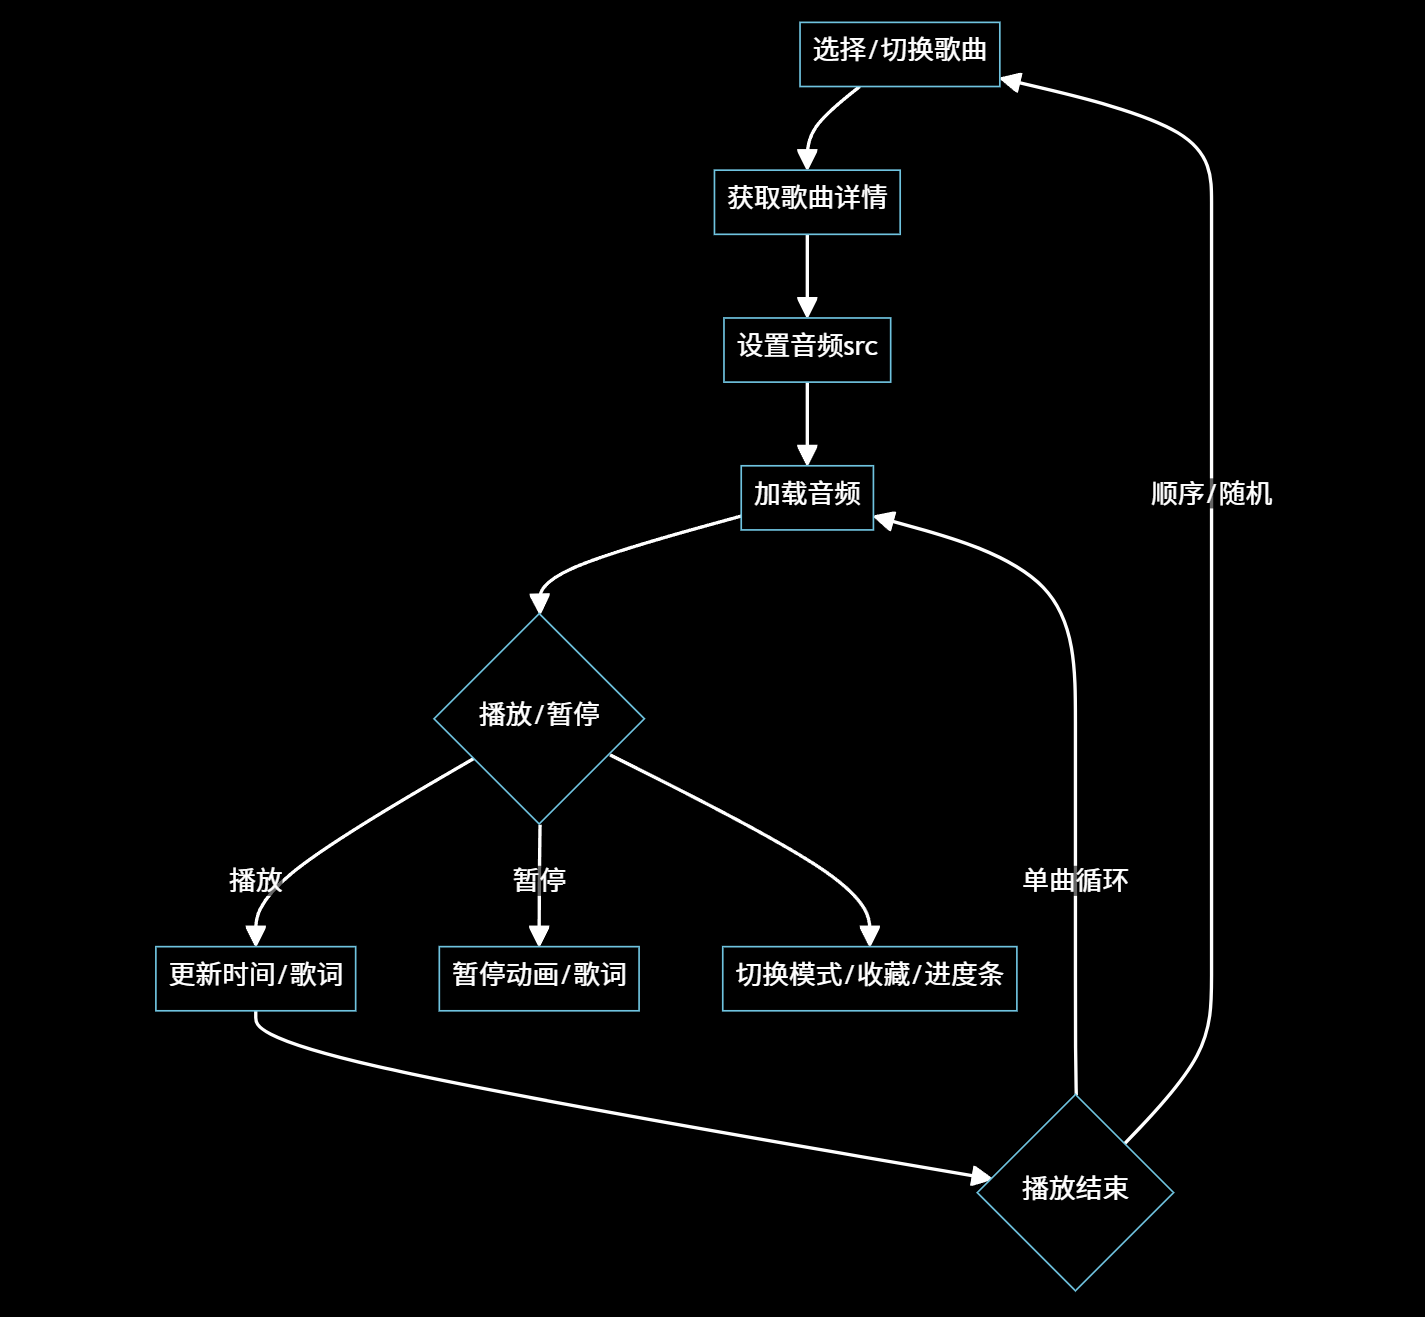 选择/切换歌曲
获取歌曲详情
设置音频src
加载音频
顺序/随机
播放/暂停
播放
暂停
单曲循环
更新时间/歌词
暂停动画/歌词
切换模式/收藏/进度条
播放结束